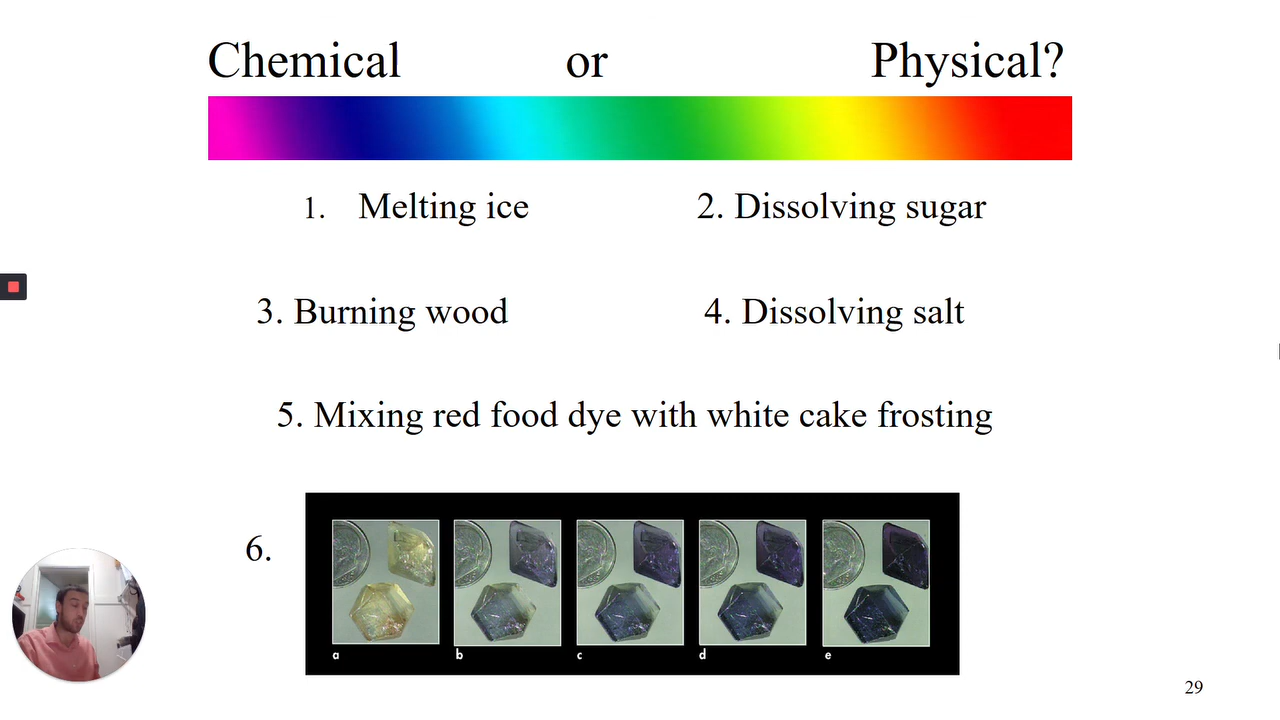 Chemical or Physical?
1. Melting ice
2. Dissolving sugar
3. Burning wood
4. Dissolving salt
5. Mixing red food dye with white cake frosting
6.
a b c d e
29